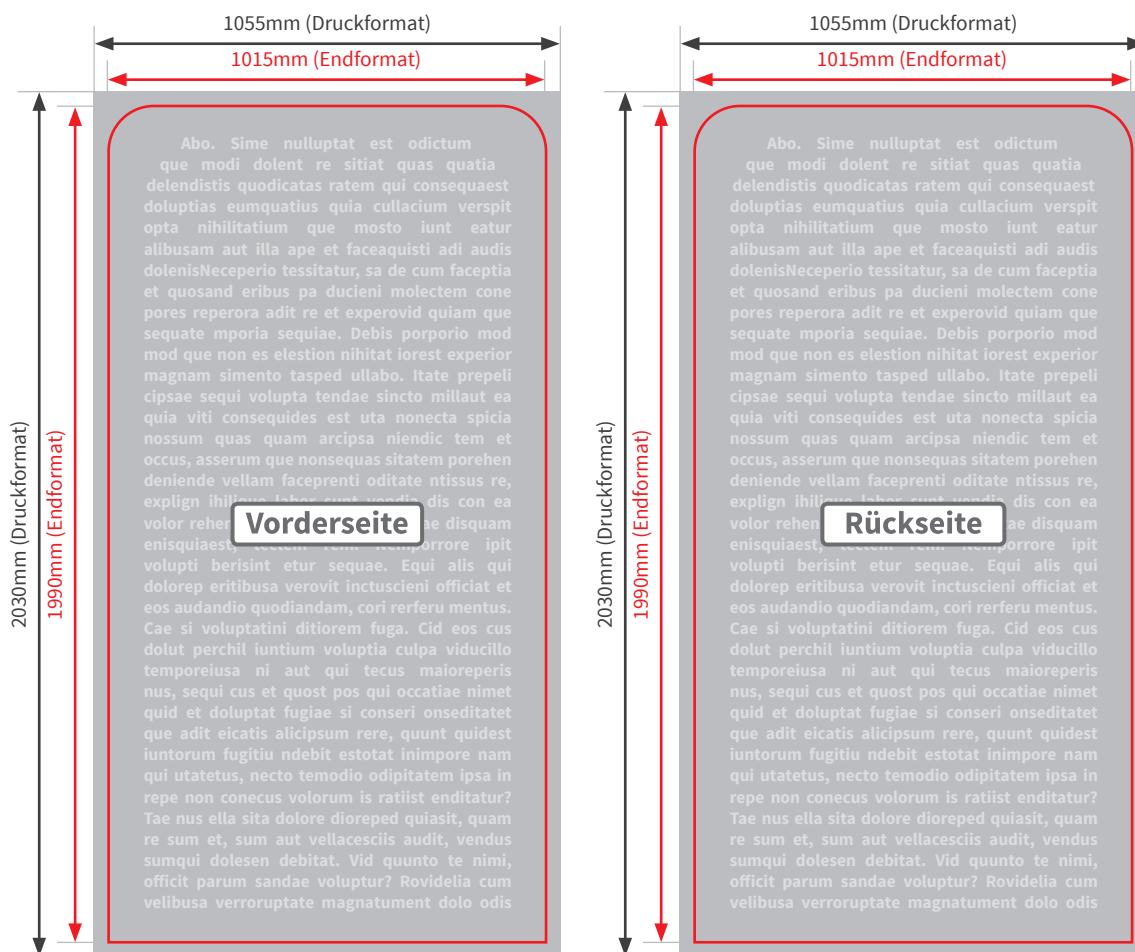 1055mm (Druckformat)
1015mm (Endformat)
2030mm (Druckformat)
1990mm (Endformat)
Abo. Sime nulluptat est odictum
que modi dolent re sitiat quas quatia
delendistis quodicatas ratem qui consequaest
doluptias eumquatius quia cullacium verspit
opta nihilitatium que mosto iunt eatur
alibusam aut illa ape et faceaquisti adi audis
dolenisNeceperio tessitatur, sa de cum faceptia
et quosand eribus pa ducieni molectem cone
pores reperora adit re et experovid quiam que
sequate mporia sequiae. Debis porporio mod
mod que non es elestion nihitat iorest experior
magnam simento tasped ullabo. Itate prepeli
cipsae sequi volupta tendae sincto millaut ea
quia viti consequides est uta nonecta spicia
nossum quas quam arcipsa niendic tem et
occus, asserum que nonsequas sitatem porehen
deniende vellam faceprenti oditate ntissus re,
explign dis con ea
volor disquam
Vorderseite
ipit
volupti berisint etur sequae. Equi alis qui
dolorep eritibusa verovit inctuscieni officiat et
eos audandio quodiandam, cori rerferu mentus.
Cae si voluptatini ditiorem fuga. Cid eos cus
dolut perchil iuntium voluptia culpa viducillo
temporeiusa ni aut qui tecus maioreperis
nus, sequi cus et quost pos qui occatiae nimet
quid et doluptat fugiae si conseri onseditatet
que adit eicatis alicipsum rere, quunt quidest
iuntorum fugitiu ndebit estotat inimpore nam
qui utatetus, necto temodio odipitatem ipsa in
repe non conecus volorum is ratiist enditatur?
Tae nus ella sita dolore dioreped quiasit, quam
re sum et, sum aut vellacesciis audit, vendus
sumqui dolesen debitat. Vid quunto te nimi,
officit parum sandae voluptur? Rovidelia cum
velibusa verroruptate magnatument dolo odis
1055mm (Druckformat)
1015mm (Endformat)
2030mm (Druckformat)
1990mm (Endformat)
Abo. Sime nulluptat est odictum
que modi dolent re sitiat quas quatia
delendistis quodicatas ratem qui consequaest
doluptias eumquatius quia cullacium verspit
opta nihilitatium que mosto iunt eatur
alibusam aut illa ape et faceaquisti adi audis
dolenisNeceperio tessitatur, sa de cum faceptia
et quosand eribus pa ducieni molectem cone
pores reperora adit re et experovid quiam que
sequate mporia sequiae. Debis porporio mod
mod que non es elestion nihitat iorest experior
magnam simento tasped ullabo. Itate prepeli
cipsae sequi volupta tendae sincto millaut ea
quia viti consequides est uta nonecta spicia
nossum quas quam arcipsa niendic tem et
occus, asserum que nonsequas sitatem porehen
deniende vellam faceprenti oditate ntissus re,
explign dis con ea
volor disquam
Rückseite
enisquiaest, ipit
volupti berisint etur sequae. Equi alis qui
dolorep eritibusa verovit inctuscieni officiat et
eos audandio quodiandam, cori rerferu mentus.
Cae si voluptatini ditiorem fuga. Cid eos cus
dolut perchil iuntium voluptia culpa viducillo
temporeiusa ni aut qui tecus maioreperis
nus, sequi cus et quost pos qui occatiae nimet
quid et doluptat fugiae si conseri onseditatet
que adit eicatis alicipsum rere, quunt quidest
iuntorum fugitiu ndebit estotat inimpore nam
qui utatetus, necto temodio odipitatem ipsa in
repe non conecus volorum is ratiist enditatur?
Tae nus ella sita dolore dioreped quiasit, quam
re sum et, sum aut vellacesciis audit, vendus
sumqui dolesen debitat. Vid quunto te nimi,
officit parum sandae voluptur? Rovidelia cum
velibusa verroruptate magnatument dolo odis